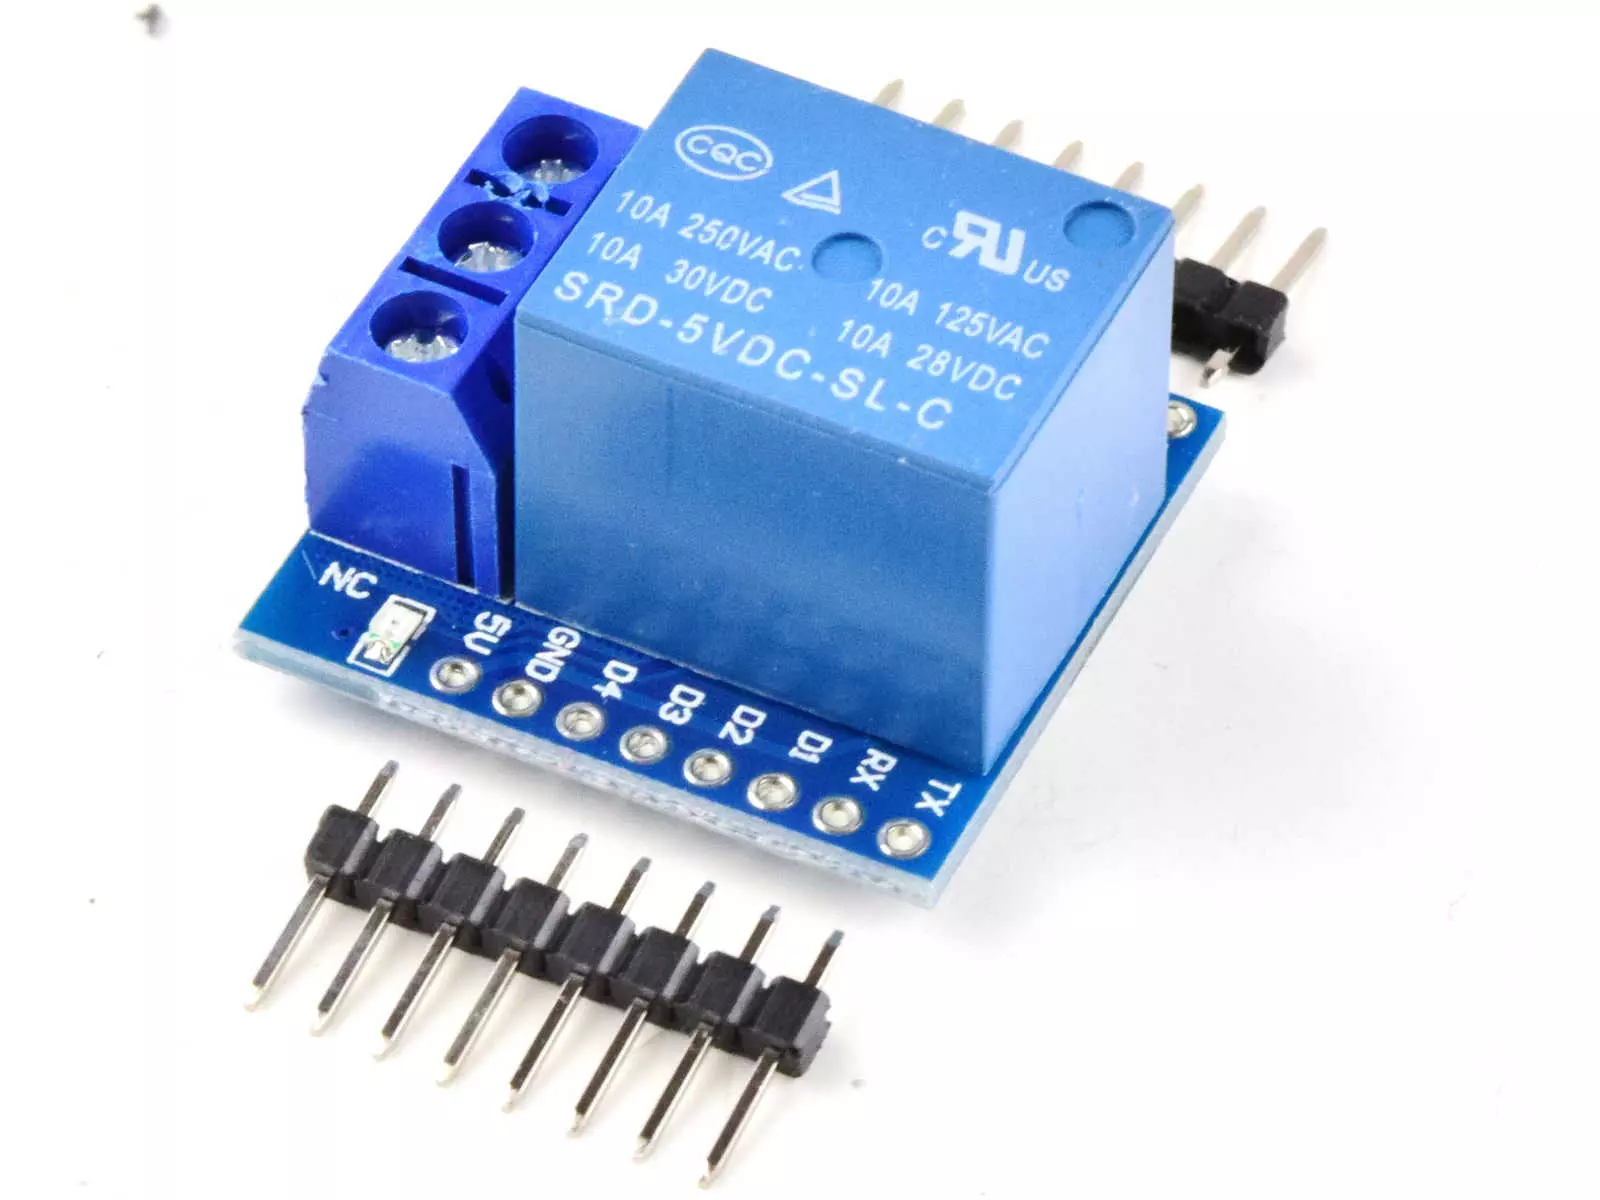 CQC
10A 250VAC
10A 30VDC
C RU US
10A 125VAC
10A 28VDC
SRD-5VDC-SL-C
NC
5V
GND
D4
D3
D2
D1
RX
TX